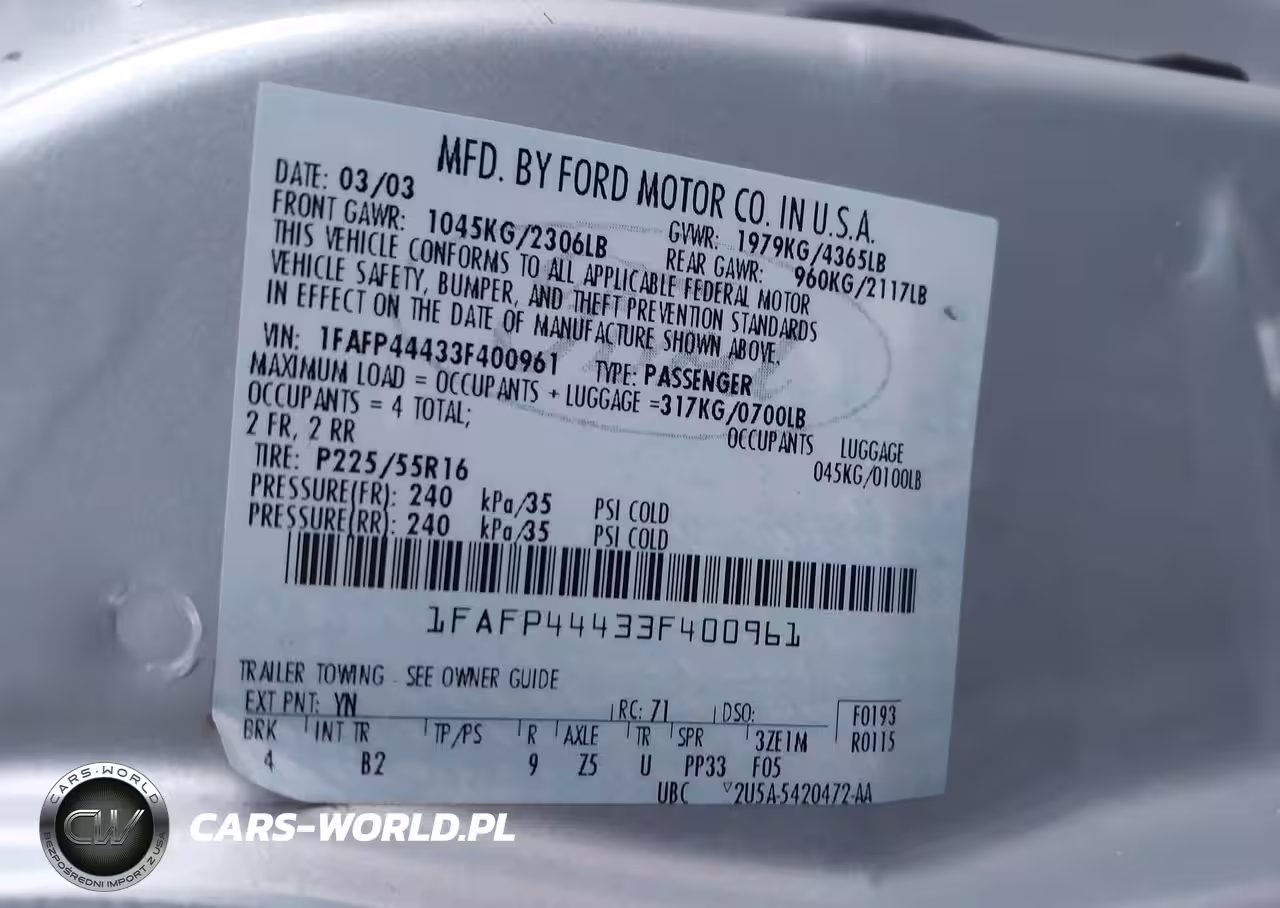 MFD. BY FORD MOTOR CO. IN U.S.A.
DATE: 03/03 GVWR: 1979KG/4365LB
FRONT GAWR: 1045KG/2306LB REAR GAWR: 960KG/2117LB
THIS VEHICLE CONFORMS TO ALL APPLICABLE FEDERAL MOTOR
VEHICLE SAFETY, BUMPER, AND THEFT PREVENTION STANDARDS
IN EFFECT ON THE DATE OF MANUFACTURE SHOWN ABOVE.
VIN: 1FAFP44433F400961 TYPE: PASSENGER
MAXIMUM LOAD = OCCUPANTS + LUGGAGE =317KG/0700LB
OCCUPANTS = 4 TOTAL; OCCUPANTS LUGGAGE
2 FR, 2 RR 045KG/0100LB
TIRE: P225/55R16
PRESSURE(FR): 240 kPa/35 PSI COLD
PRESSURE(RR): 240 kPa/35 PSI COLD
1FAFP44433F400961
TRAILER TOWING - SEE OWNER GUIDE
EXT PNT: YN RC: 71 DSO: F0193
BRK INT TR TP/PS R AXLE TR SPR 3ZE1M R0115
4 B2 9 Z5 U PP33 F05
UBC 2U5A-5420472-AA
CARS-WORLD
CW
BEZPOŚREDNI IMPORT Z USA
CARS-WORLD.PL